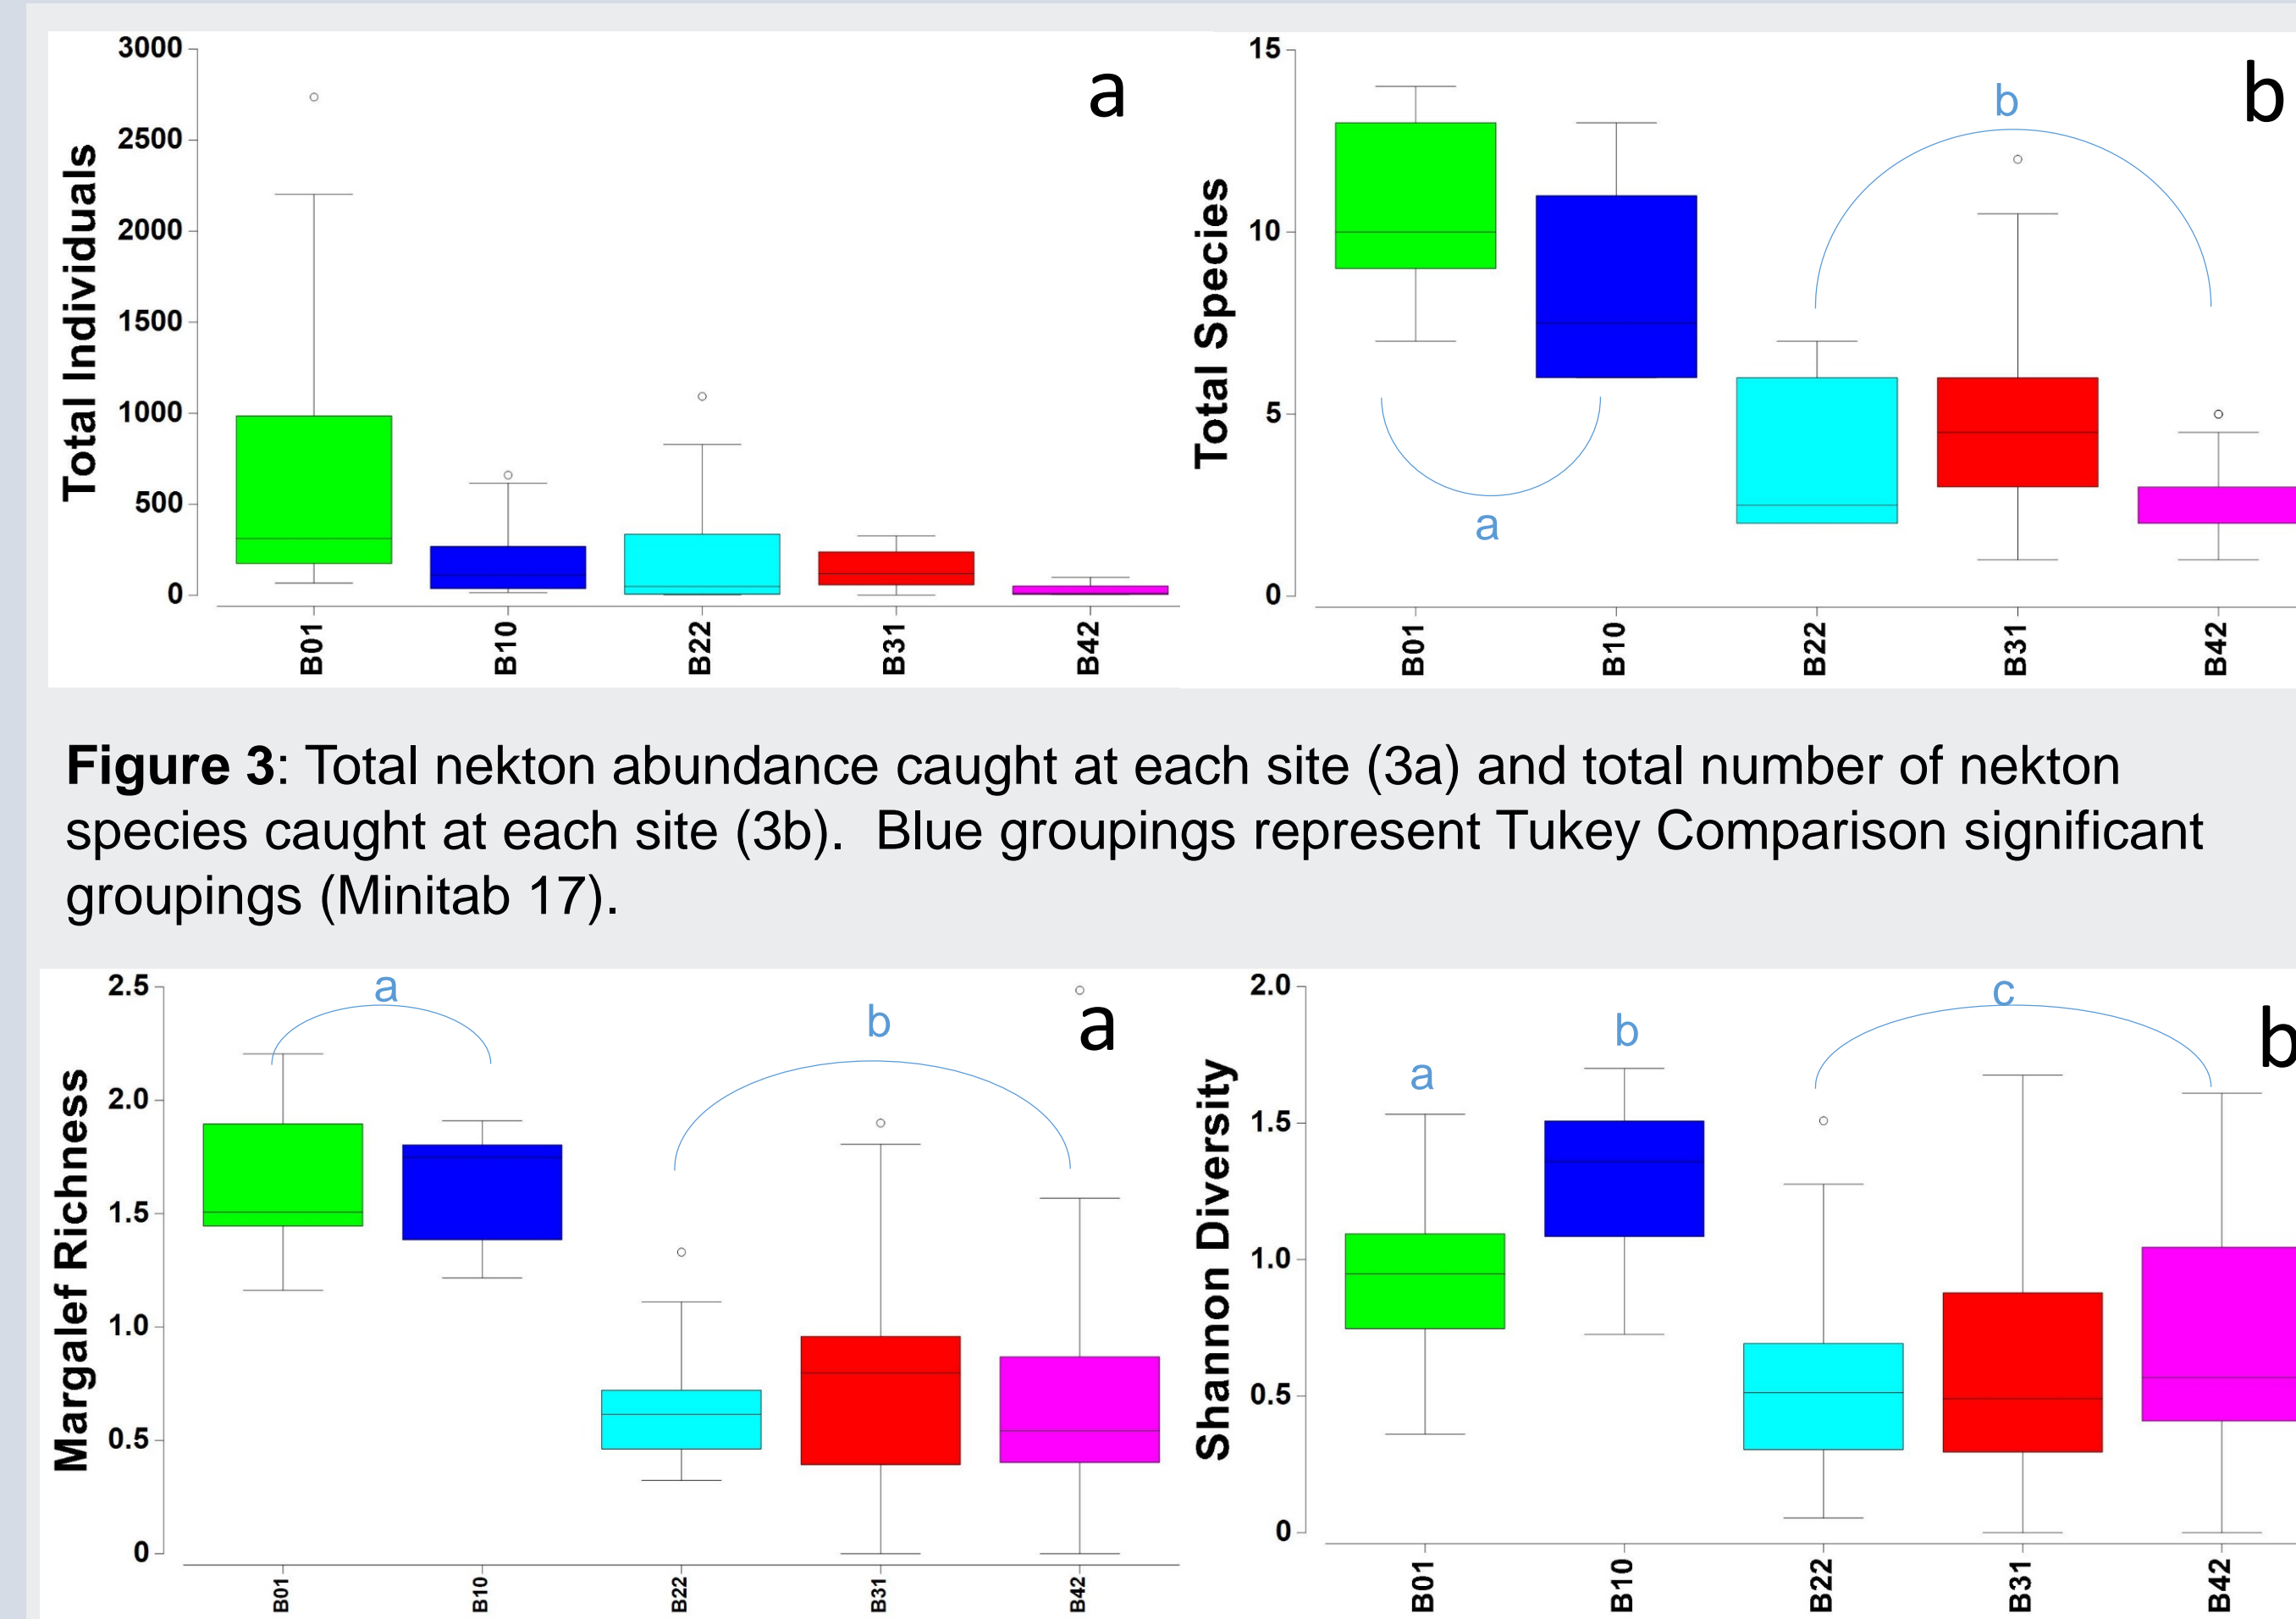 3000
2500
2000
1500
1000
500
0
Total Individuals
a
B01
B10
B22
B31
B42
15
10
5
0
Total Species
b
b
a
B01
B10
B22
B31
B42
Figure 3: Total nekton abundance caught at each site (3a) and total number of nekton
species caught at each site (3b).  Blue groupings represent Tukey Comparison significant
groupings (Minitab 17).
2.5
2.0
1.5
1.0
0.5
0
Margalef Richness
a
b
a
B01
B10
B22
B31
B42
2.0
1.5
1.0
0.5
0
Shannon Diversity
a
b
c
b
B01
B10
B22
B31
B42